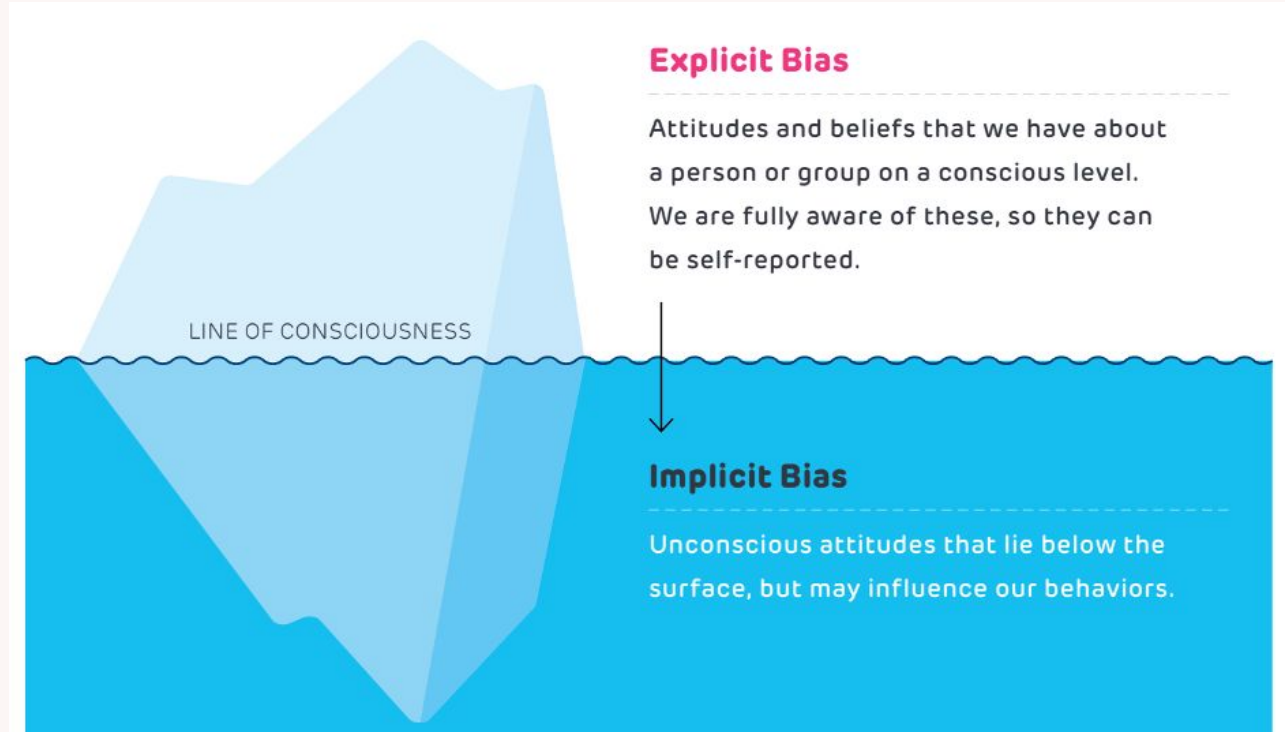 Explicit Bias
Attitudes and beliefs that we have about
a person or group on a conscious level.
We are fully aware of these, so they can
be self-reported.
LINE OF CONSCIOUSNESS
Implicit Bias
Unconscious attitudes that lie below the
surface, but may influence our behaviors.